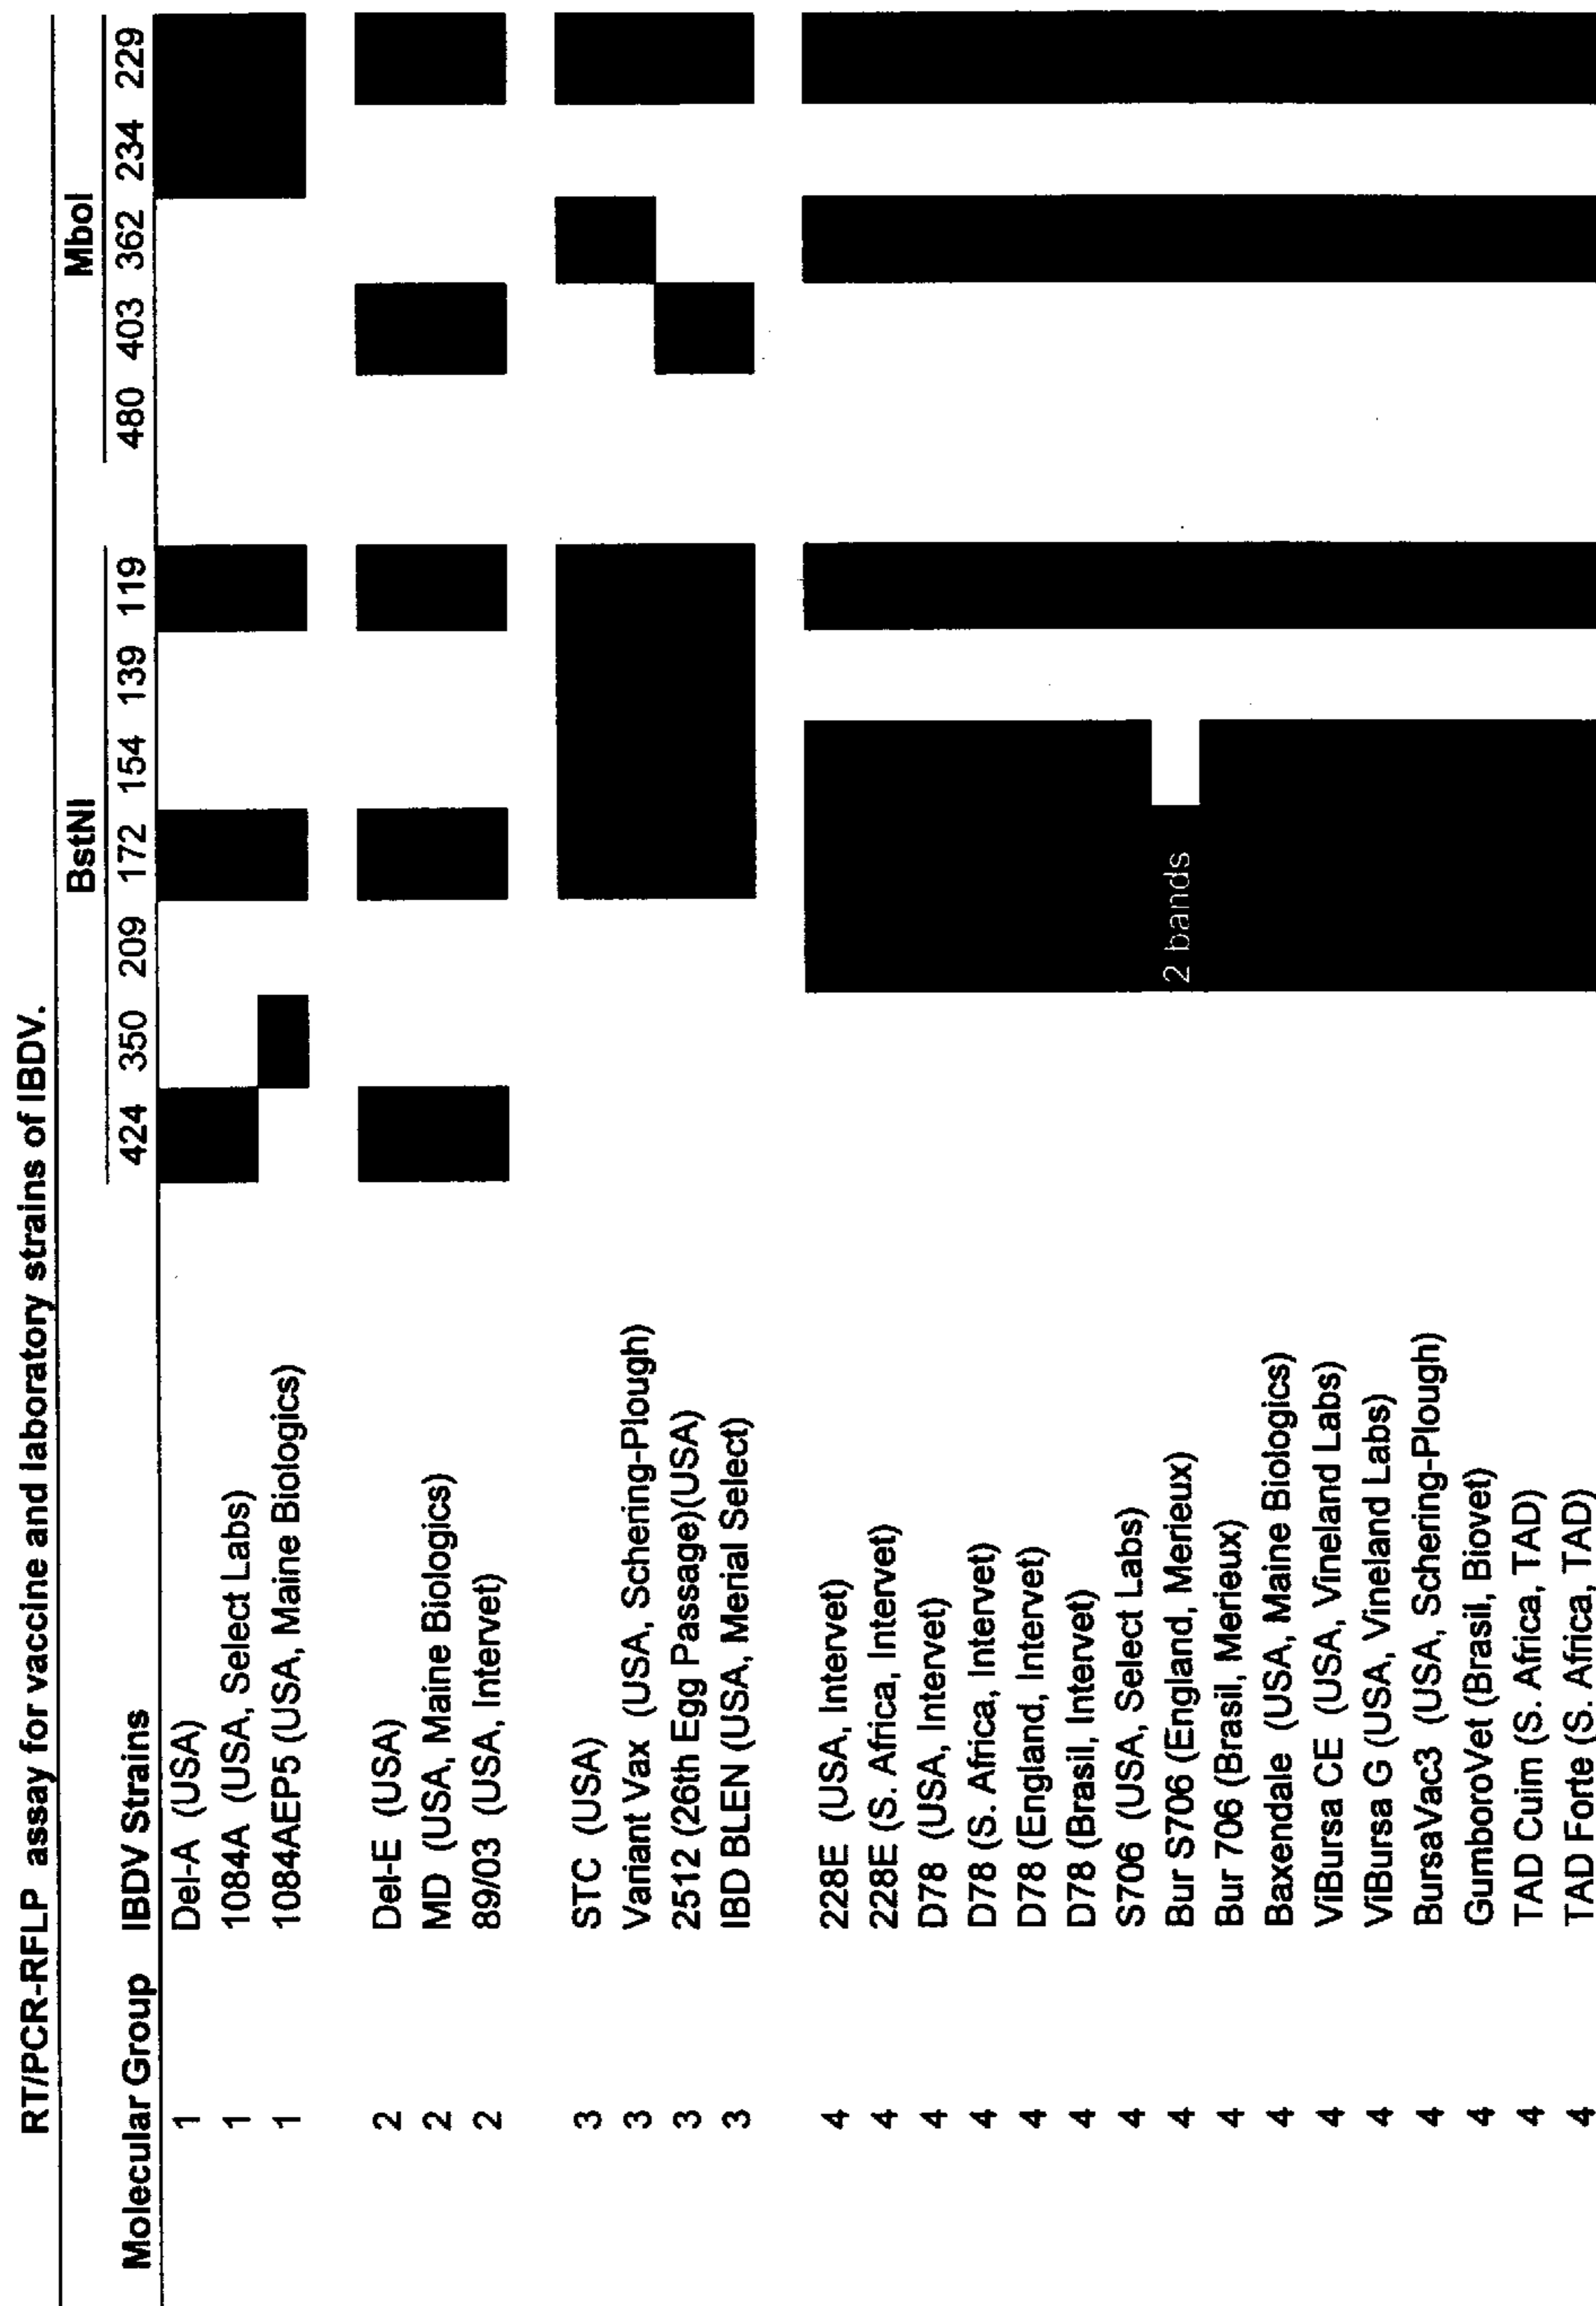 RT/PCR-RFLP assay for vaccine and laboratory strains of IBDV.
BstNI MboI
Molecular Group IBDV Strains 424 350 209 172 154 139 119 480 403 362 234 229
1 Del-A (USA)
1 1084A (USA, Select Labs)
1 1084AEP5 (USA, Maine Biologics)
2 Del-E (USA)
2 MD (USA, Maine Biologics)
2 89/03 (USA, Intervet)
3 STC (USA)
3 Variant Vax (USA, Schering-Plough)
3 2512 (26th Egg Passage)(USA)
3 IBD BLEN (USA, Merial Select)
4 228E (USA, Intervet)
4 228E (S. Africa, Intervet)
4 D78 (USA, Intervet)
4 D78 (S. Africa, Intervet)
4 D78 (England, Intervet)
4 D78 (Brasil, Intervet)
4 S706 (USA, Select Labs)
4 Bur S706 (England, Merieux) 2 bands
4 Bur 706 (Brasil, Merieux)
4 Baxendale (USA, Maine Biologics)
4 ViBursa CE (USA, Vineland Labs)
4 ViBursa G (USA, Vineland Labs)
4 BursaVac3 (USA, Schering-Plough)
4 GumboroVet (Brasil, Biovet)
4 TAD Cuim (S. Africa, TAD)
4 TAD Forte (S. Africa, TAD)